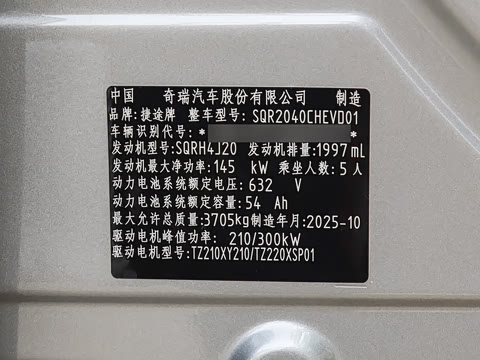 中国 奇瑞汽车股份有限公司 制造
品牌:捷途牌 整车型号:SQR2040CHEVD01
车辆识别代号:* *
发动机型号:SQRH4J20 发动机排量:1997mL
发动机最大净功率:145 kW 乘坐人数:5人
动力电池系统额定电压:632 V
动力电池系统额定容量:54 Ah
最大允许总质量:3705kg制造年月:2025-10
驱动电机峰值功率: 210/300kW
驱动电机型号:TZ210XY210/TZ220XSP01